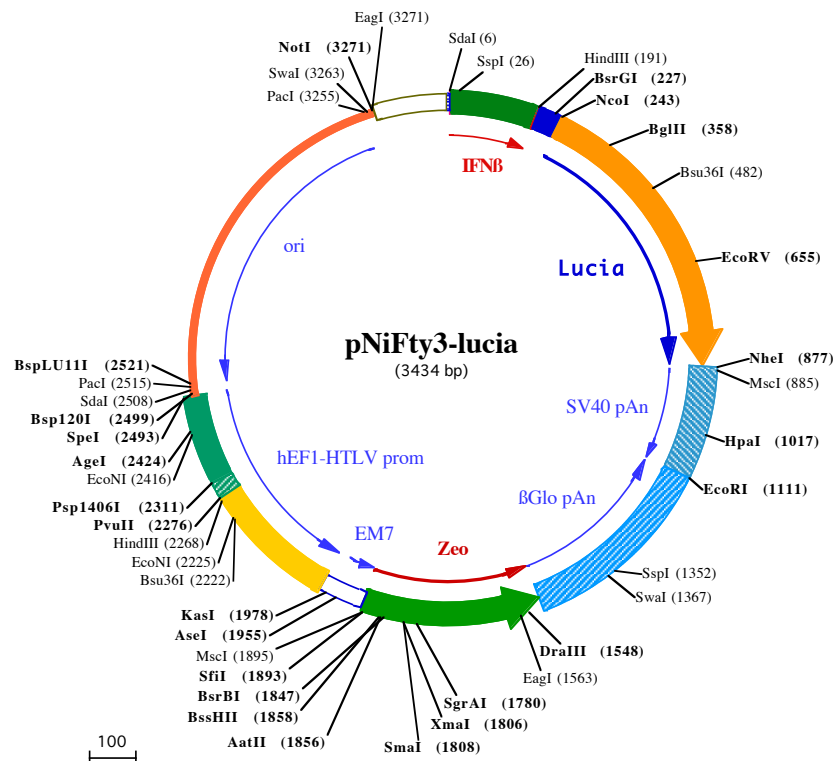 EagI (3271)
NotI (3271)
SwaI (3263)
PacI (3255)
SdaI (6)
SspI (26)
HindIII (191)
BsrGI (227)
NcoI (243)
BglII (358)
Bsu36I (482)
EcoRV (655)
NheI (877)
MscI (885)
HpaI (1017)
EcoRI (1111)
SspI (1352)
SwaI (1367)
DraIII (1548)
EagI (1563)
SgrAI (1780)
XmaI (1806)
SmaI (1808)
AatII (1856)
BssHII (1858)
BsrBI (1847)
SfiI (1893)
MscI (1895)
AseI (1955)
KasI (1978)
Bsu36I (2222)
EcoNI (2225)
HindIII (2268)
PvuII (2276)
Psp1406I (2311)
EcoNI (2416)
AgeI (2424)
SpeI (2493)
Bsp120I (2499)
SdaI (2508)
PacI (2515)
BspLU11I (2521)
IFNß
Lucia
SV40 pAn
ßGlo pAn
Zeo
EM7
hEF1-HTLV prom
ori
pNiFty3-lucia
(3434 bp)
100